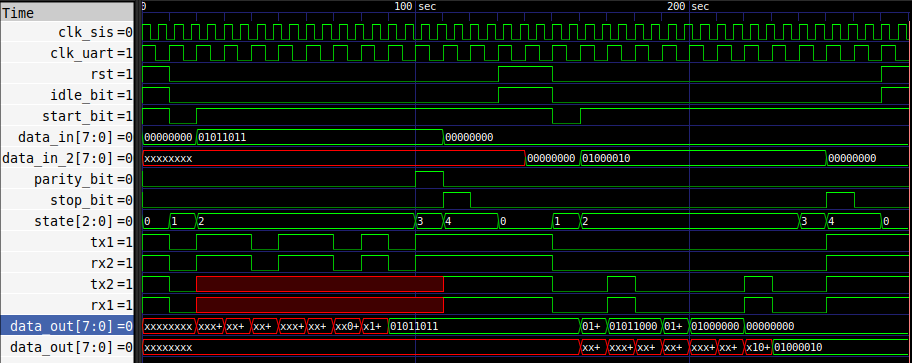 Time 0 100 sec 200 sec
clk_sis =0
clk_uart =1
rst =1
idle_bit =1
start_bit =1
data_in[7:0] =0 00000000 01011011 00000000
data_in_2[7:0] =0 xxxxxxxx 00000000 01000010 00000000
parity_bit =0
stop_bit =0
state[2:0] =0 0 1 2 3 4 0 1 2 3 4 0
tx1 =1
rx2 =1
tx2 =1
rx1 =1
data_out[7:0] =0 xxxxxxxx xxx+ xx+ xx+ xxx+ xx+ xx0+ x1+ 01011011 01+ 01011000 01+ 01000000 00000000
data_out[7:0] =0 xxxxxxxx xx+ xxx+ xx+ xx+ xxx+ xx+ x10+ 01000010